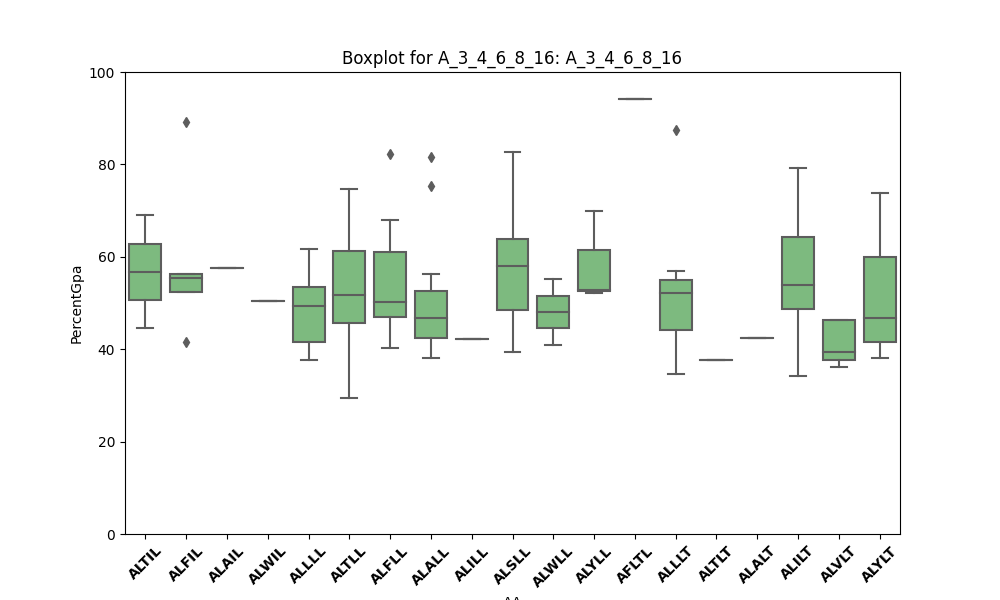 Boxplot for A_3_4_6_8_16: A_3_4_6_8_16
100
80
60
40
20
0
PercentGpa
ALTIL ALFIL ALAIL ALWIL ALLLL ALTLL ALFLL ALALL ALILL ALSLL ALWLL ALYLL AFLTL ALLLT ALTLT ALALT ALILT ALVLT ALYLT